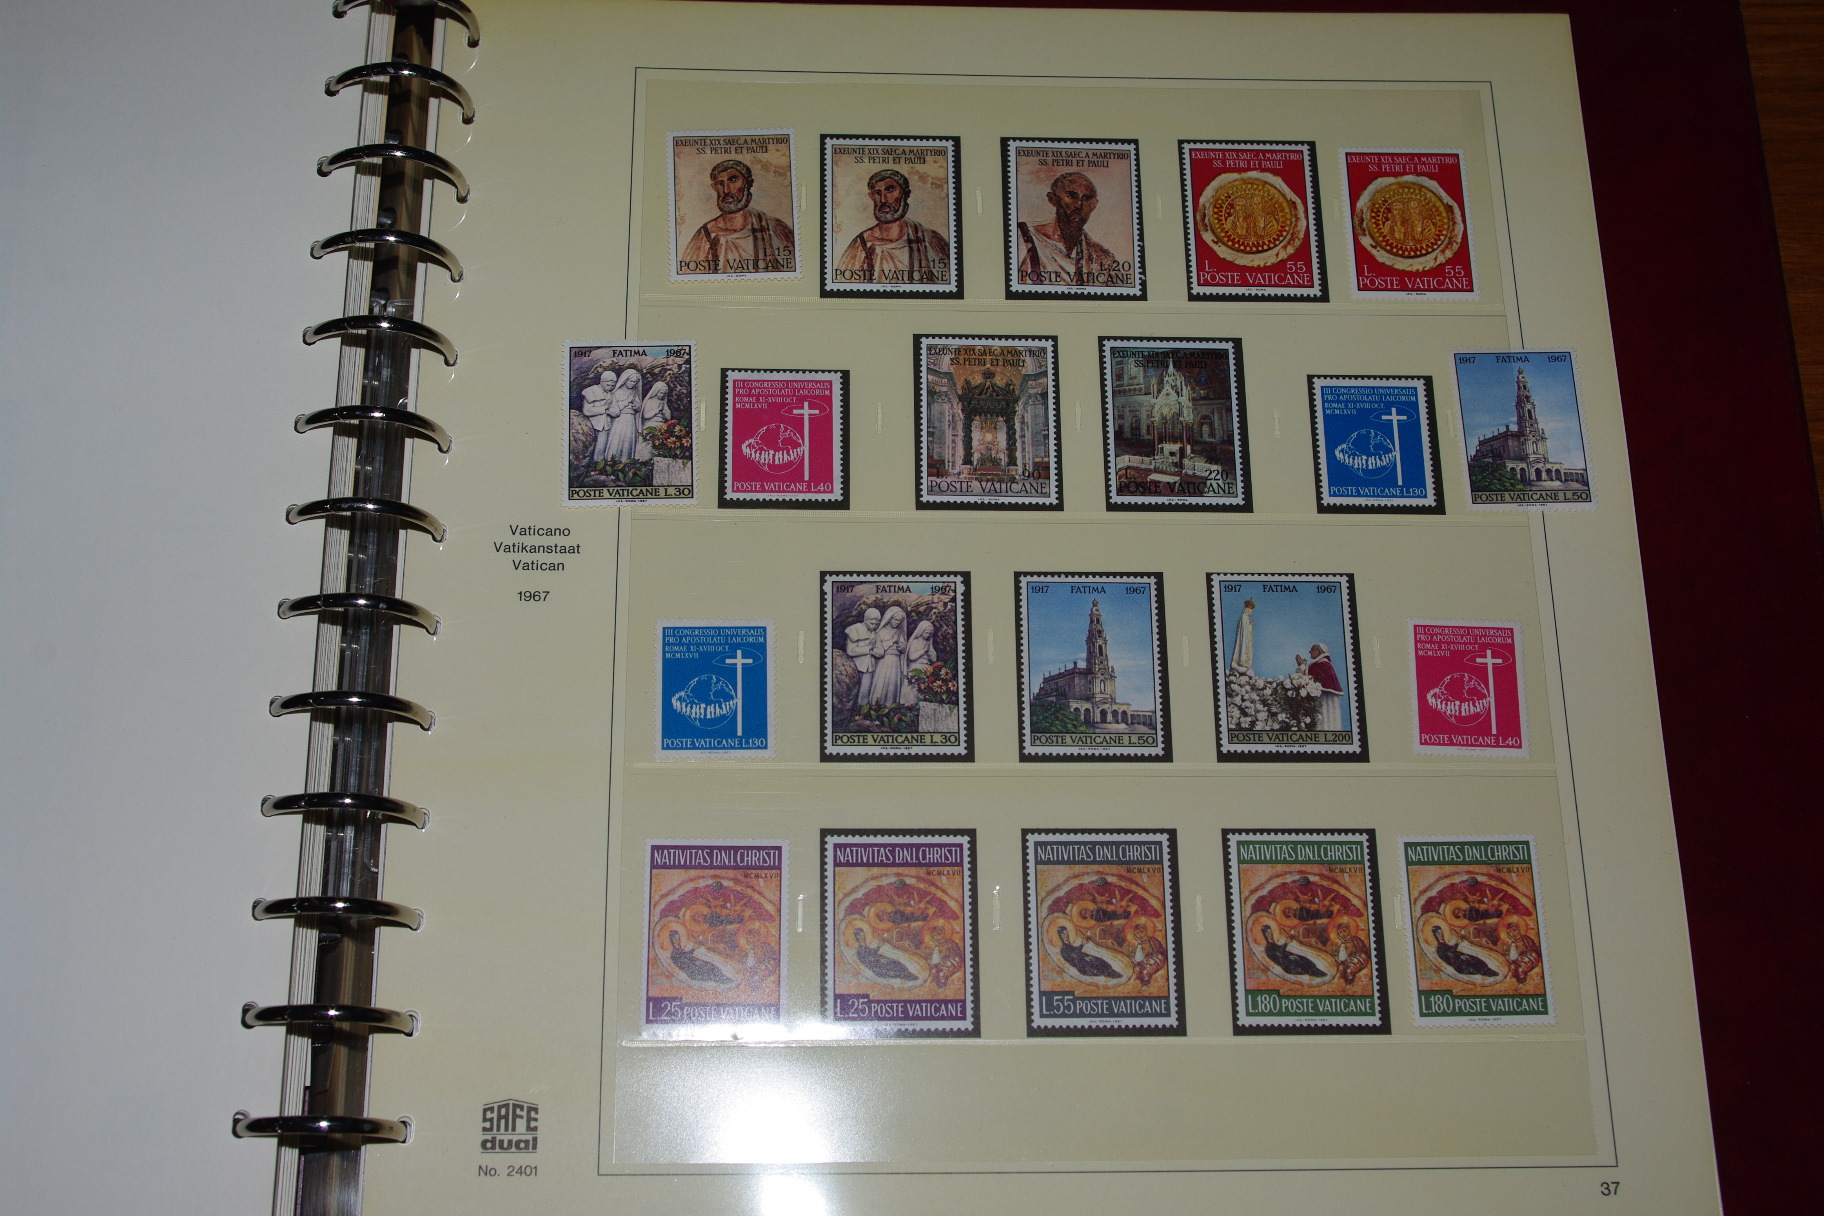 EXEUNTE XIX SAEC. A MARTYRIO
SS. PETRI ET PAULI
L.15
POSTE VATICANE
EXEUNTE XIX SAEC. A MARTYRIO
SS. PETRI ET PAULI
L.15
POSTE VATICANE
EXEUNTE XIX SAEC. A MARTYRIO
SS. PETRI ET PAULI
L.20
POSTE VATICANE
EXEUNTE XIX SAEC. A MARTYRIO
SS. PETRI ET PAULI
L. 55
POSTE VATICANE
EXEUNTE XIX SAEC. A MARTYRIO
SS. PETRI ET PAULI
L. 55
POSTE VATICANE
1917 FATIMA 1967
POSTE VATICANE L.30
III CONGRESSIO UNIVERSALIS
PRO APOSTOLATU LAICORUM
ROMAE XI-XVIII OCT.
MCMLXVII
POSTE VATICANE L.40
EXEUNTE XIX SAEC. A MARTYRIO
SS. PETRI ET PAULI
L. 90
POSTE VATICANE
EXEUNTE XIX SAEC. A MARTYRIO
SS. PETRI ET PAULI
L. 220
POSTE VATICANE
III CONGRESSIO UNIVERSALIS
PRO APOSTOLATU LAICORUM
ROMAE XI-XVIII OCT.
MCMLXVII
POSTE VATICANE L.130
1917 FATIMA 1967
POSTE VATICANE L.50
Vaticano
Vatikanstaat
Vatican
1967
III CONGRESSIO UNIVERSALIS
PRO APOSTOLATU LAICORUM
ROMAE XI-XVIII OCT.
MCMLXVII
POSTE VATICANE L.130
1917 FATIMA 1967
POSTE VATICANE L.30
1917 FATIMA 1967
POSTE VATICANE L.50
1917 FATIMA 1967
POSTE VATICANE L.200
III CONGRESSIO UNIVERSALIS
PRO APOSTOLATU LAICORUM
ROMAE XI-XVIII OCT.
MCMLXVII
POSTE VATICANE L.40
NATIVITAS D.N.I. CHRISTI
MCMLXVII
L.25 POSTE VATICANE
NATIVITAS D.N.I. CHRISTI
MCMLXVII
L.25 POSTE VATICANE
NATIVITAS D.N.I. CHRISTI
MCMLXVII
L.55 POSTE VATICANE
NATIVITAS D.N.I. CHRISTI
MCMLXVII
L.180 POSTE VATICANE
NATIVITAS D.N.I. CHRISTI
MCMLXVII
L.180 POSTE VATICANE
SAFE
dual
No. 2401
37